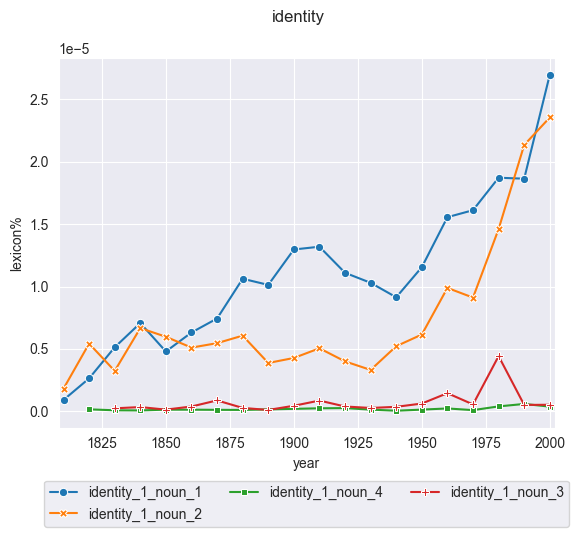 identity
1e−5
2.5
2.0
1.5
1.0
0.5
0.0
lexicon%
1825 1850 1875 1900 1925 1950 1975 2000
year
identity_1_noun_1 identity_1_noun_4 identity_1_noun_3
identity_1_noun_2